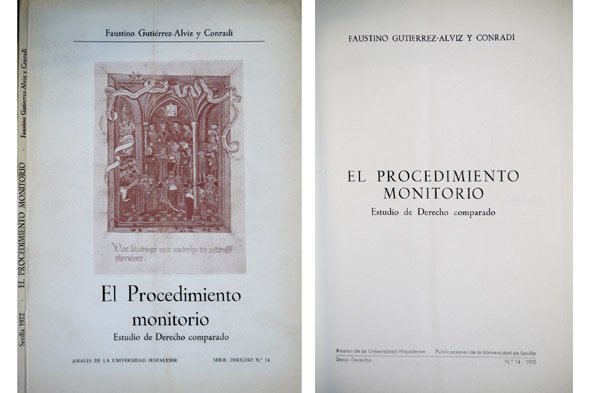 Sevilla 1972 - EL PROCEDIMIENTO MONITORIO - Faustino Gutiérrez-Alviz y Conradi
Faustino Gutiérrez-Alviz y Conradi
El Procedimiento
monitorio
Estudio de Derecho comparado
ANALES DE LA UNIVERSIDAD HISPALENSE SERIE: DERECHO N.º 14
FAUSTINO GUTIERREZ-ALVIZ Y CONRADI
EL PROCEDIMIENTO
MONITORIO
Estudio de Derecho comparado
Anales de la Universidad Hispalense Publicaciones de la Universidad de Sevilla
Serie: Derecho N.º 14 - 1972